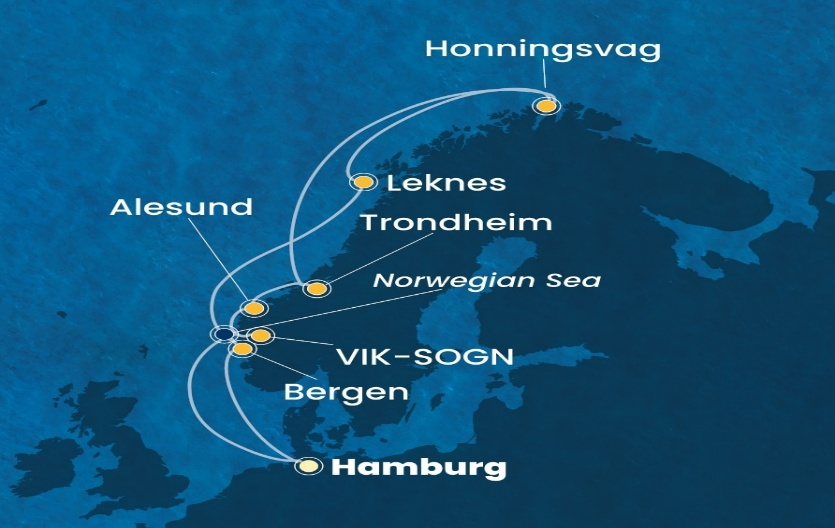 Honningsvag
Leknes
Alesund
Trondheim
Norwegian Sea
VIK-SOGN
Bergen
Hamburg